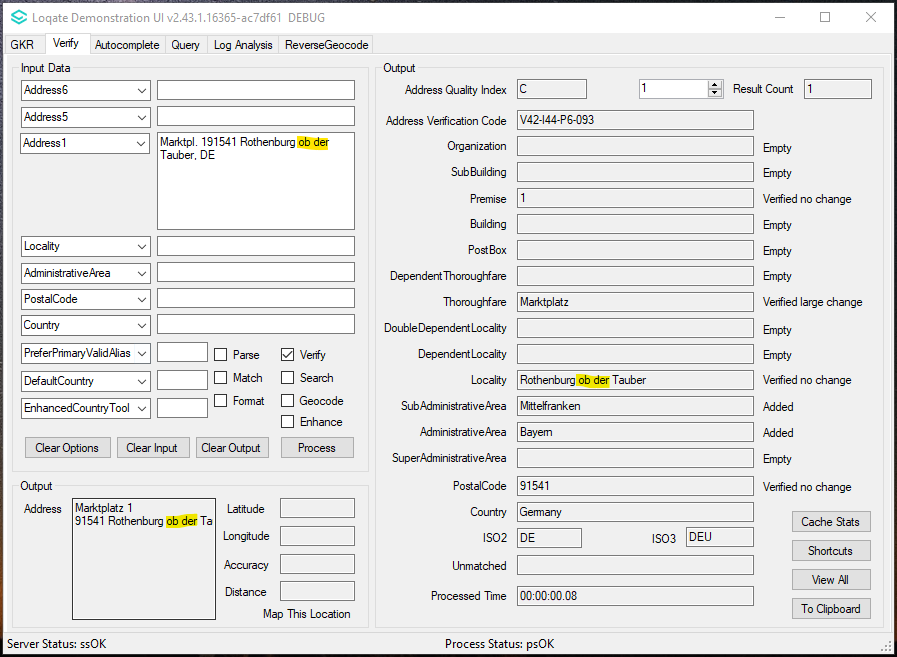 Loqate Demonstration UI v2.43.1.16365-ac7df61 DEBUG
GKR Verify Autocomplete Query Log Analysis ReverseGeocode
Input Data
Address6
Address5
Address1
Marktpl. 191541 Rothenburg ob der
Tauber, DE
Locality
AdministrativeArea
PostalCode
Country
PreferPrimaryValidAlias Parse Verify
DefaultCountry Match Search
EnhancedCountryTool Format Geocode
Enhance
Clear Options Clear Input Clear Output Process
Output
Address
Marktplatz 1
91541 Rothenburg ob der Ta
Latitude
Longitude
Accuracy
Distance
Map This Location
Output
Address Quality Index C 1 Result Count 1
Address Verification Code V42-I44-P6-093
Organization Empty
SubBuilding Empty
Premise 1 Verified no change
Building Empty
PostBox Empty
DependentThoroughfare Empty
Thoroughfare Marktplatz Verified large change
DoubleDependentLocality Empty
DependentLocality Empty
Locality Rothenburg ob der Tauber Verified no change
SubAdministrativeArea Mittelfranken Added
AdministrativeArea Bayern Added
SuperAdministrativeArea Empty
PostalCode 91541 Verified no change
Country Germany
ISO2 DE ISO3 DEU
Unmatched
Processed Time 00:00:00.08
Cache Stats
Shortcuts
View All
To Clipboard
Server Status: ssOK Process Status: psOK